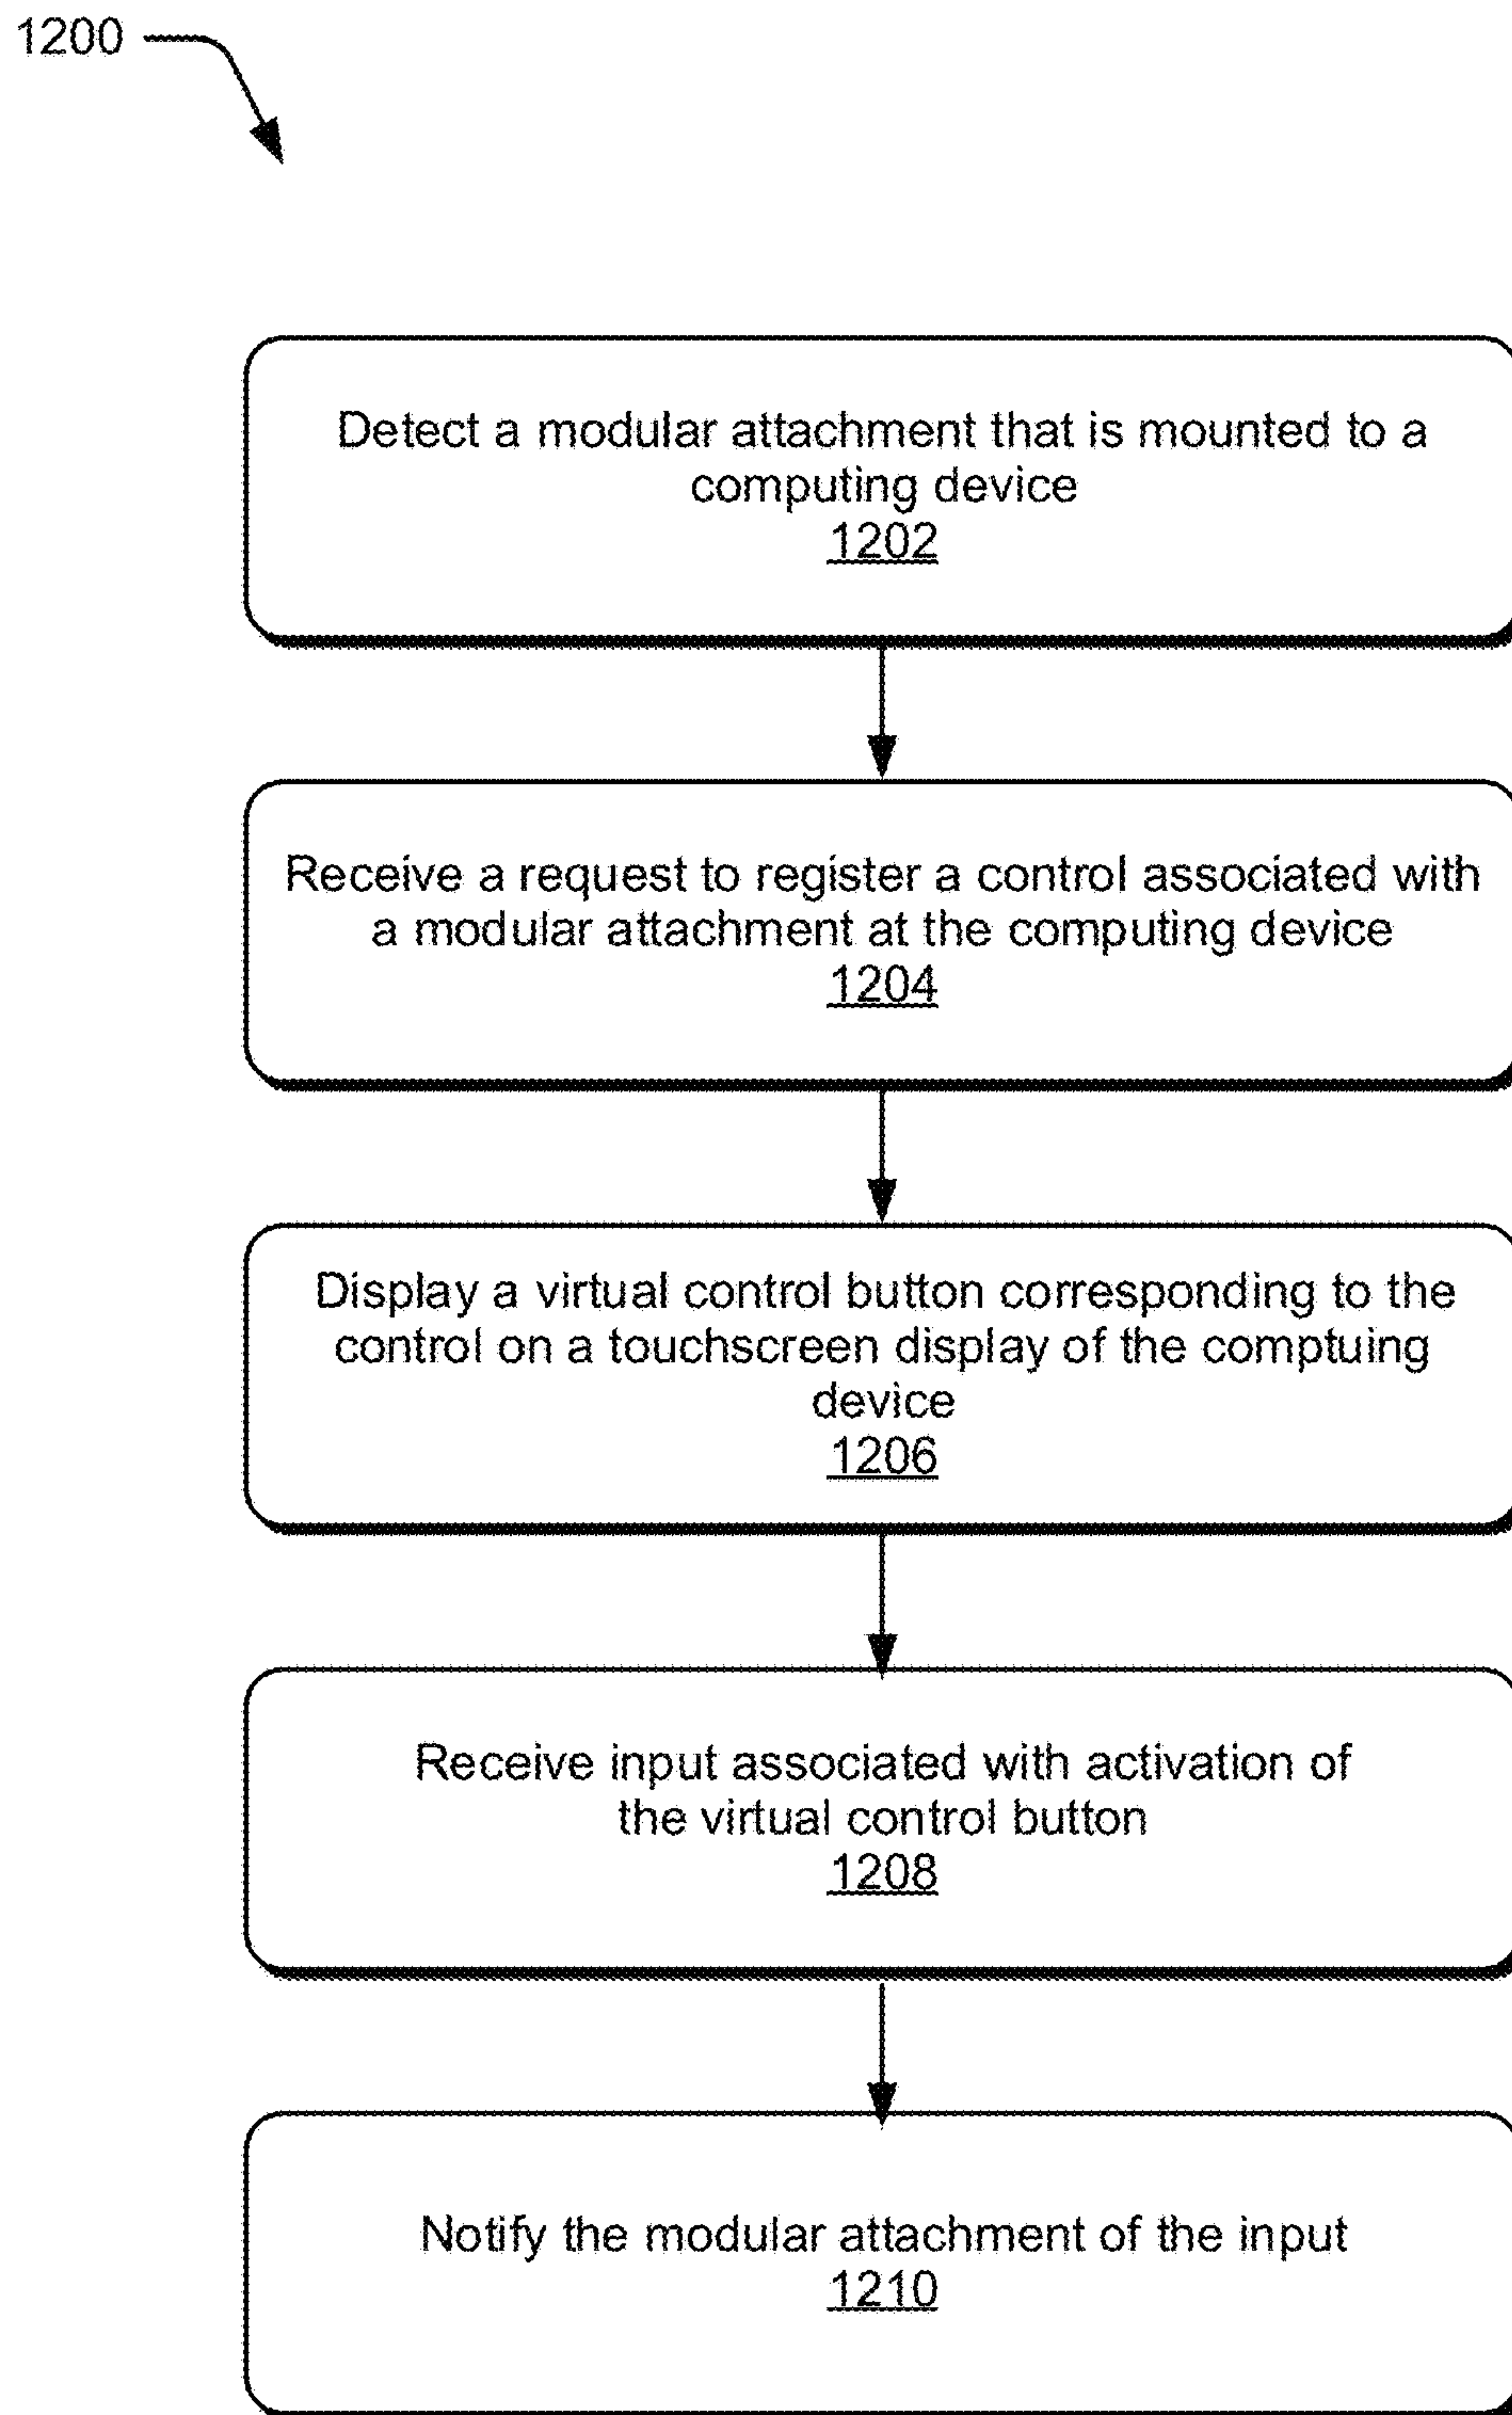 1200
Detect a modular attachment that is mounted to a
computing device
1202
Receive a request to register a control associated with
a modular attachment at the computing device
1204
Display a virtual control button corresponding to the
control on a touchscreen display of the comptuing
device
1206
Receive input associated with activation of
the virtual control button
1208
Notify the modular attachment of the input
1210